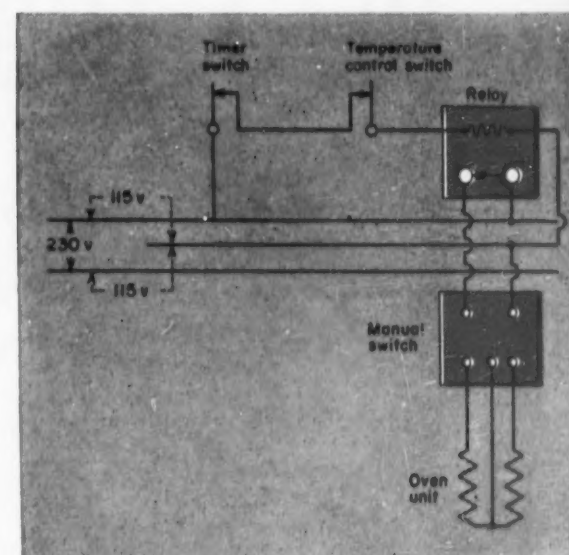 Timer
switch
Temperature
control switch
Relay
115 v
230 v
115 v
Manual
switch
Oven
unit